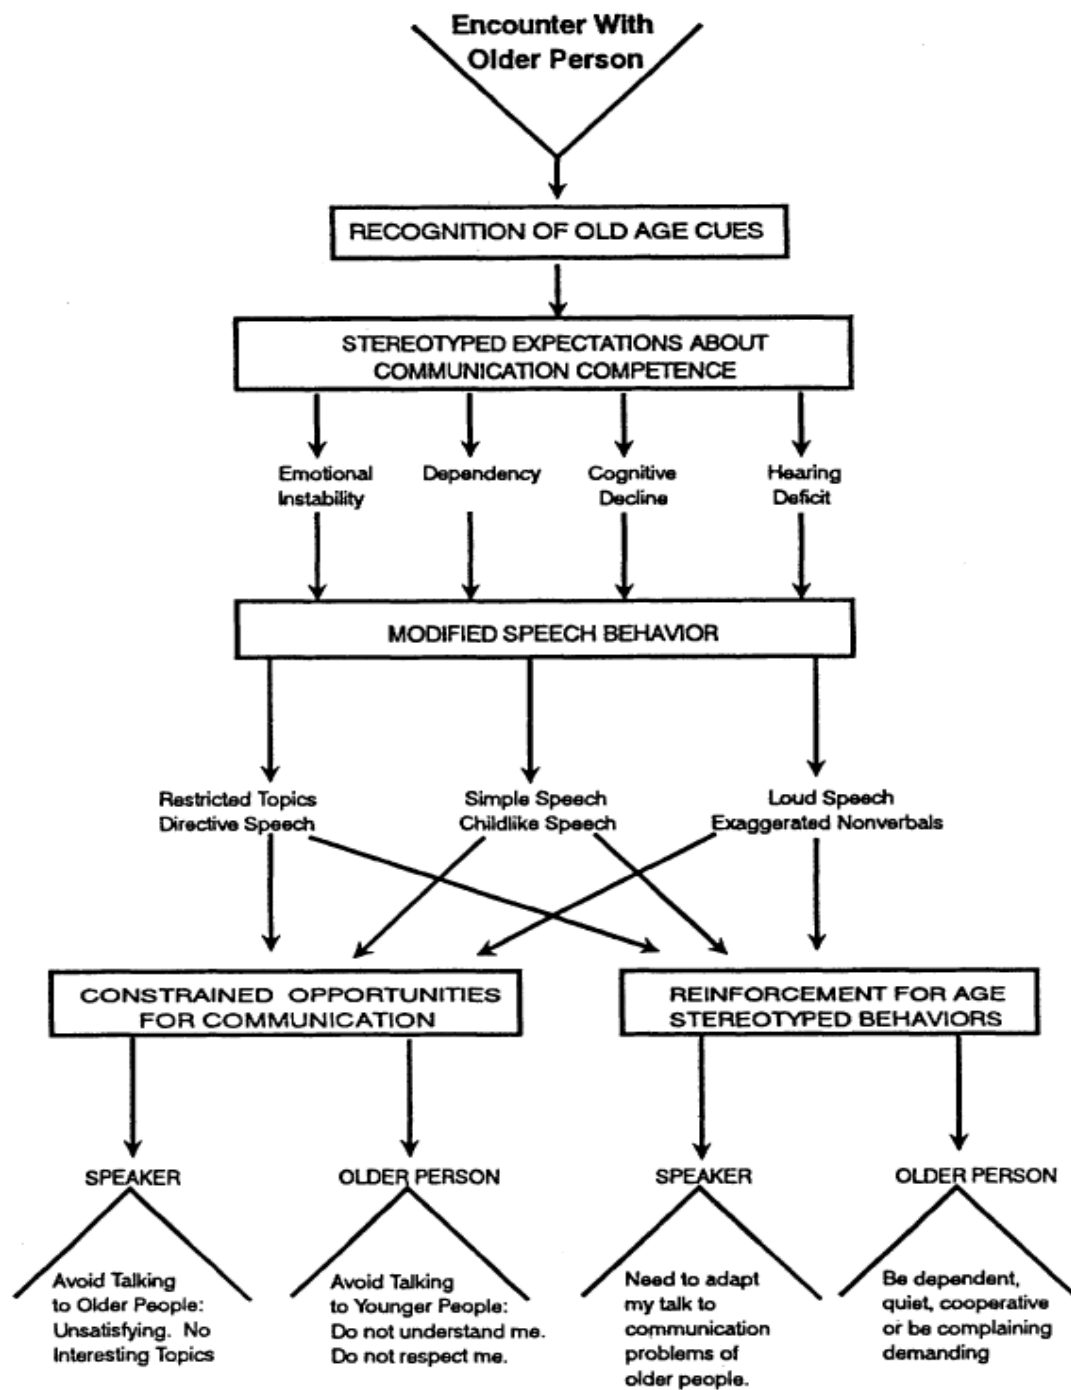 Encounter With
Older Person
RECOGNITION OF OLD AGE CUES
STEREOTYPED EXPECTATIONS ABOUT
COMMUNICATION COMPETENCE
Emotional
Instability
Dependency
Cognitive
Decline
Hearing
Deficit
MODIFIED SPEECH BEHAVIOR
Restricted Topics
Directive Speech
Simple Speech
Childlike Speech
Loud Speech
Exaggerated Nonverbals
CONSTRAINED OPPORTUNITIES
FOR COMMUNICATION
REINFORCEMENT FOR AGE
STEREOTYPED BEHAVIORS
SPEAKER
OLDER PERSON
SPEAKER
OLDER PERSON
Avoid Talking
to Older People:
Unsatisfying. No
Interesting Topics
Avoid Talking
to Younger People:
Do not understand me.
Do not respect me.
Need to adapt
my talk to
communication
problems of
older people.
Be dependent,
quiet, cooperative
or be complaining
demanding